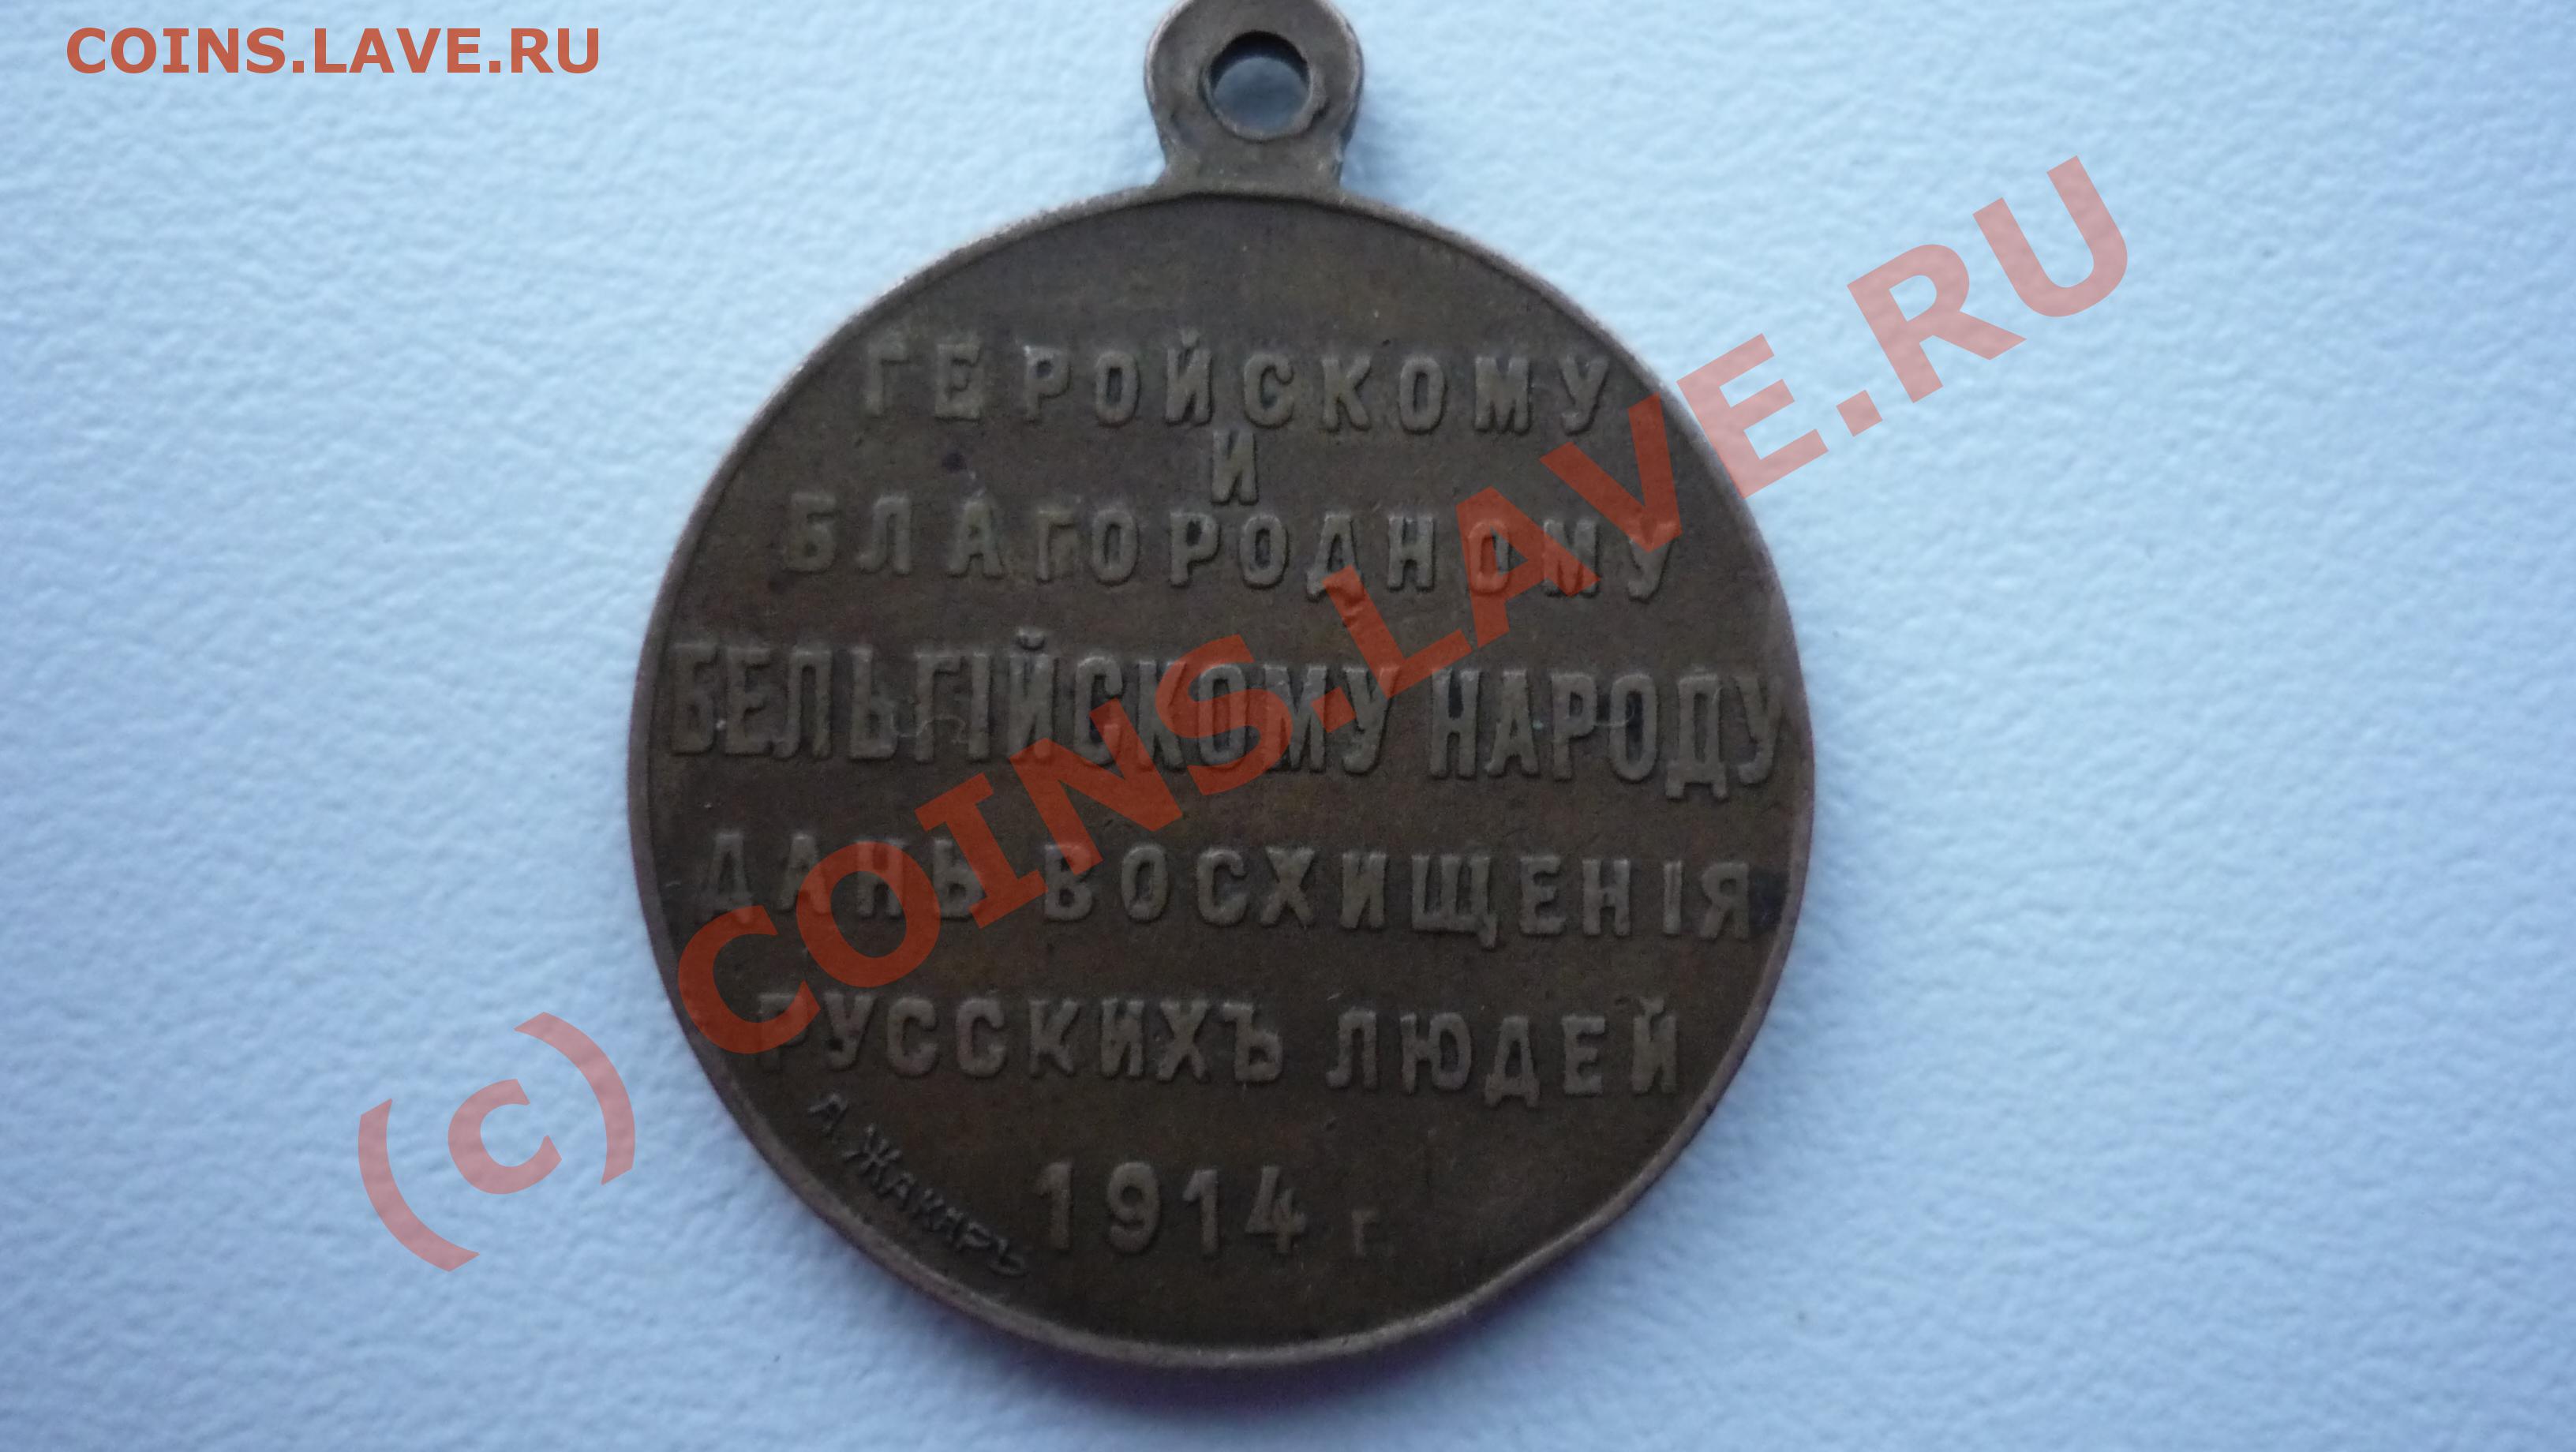 COINS.LAVE.RU
ГЕРОЙСКОМУ
И
БЛАГОРОДНОМУ
БЕЛЬГІЙСКОМУ НАРОДУ
ДАНЬ ВОСХИЩЕНІЯ
РУССКИХЪ ЛЮДЕЙ
А. ЖАКАРЪ
1914 г.
(c) COINS.LAVE.RU